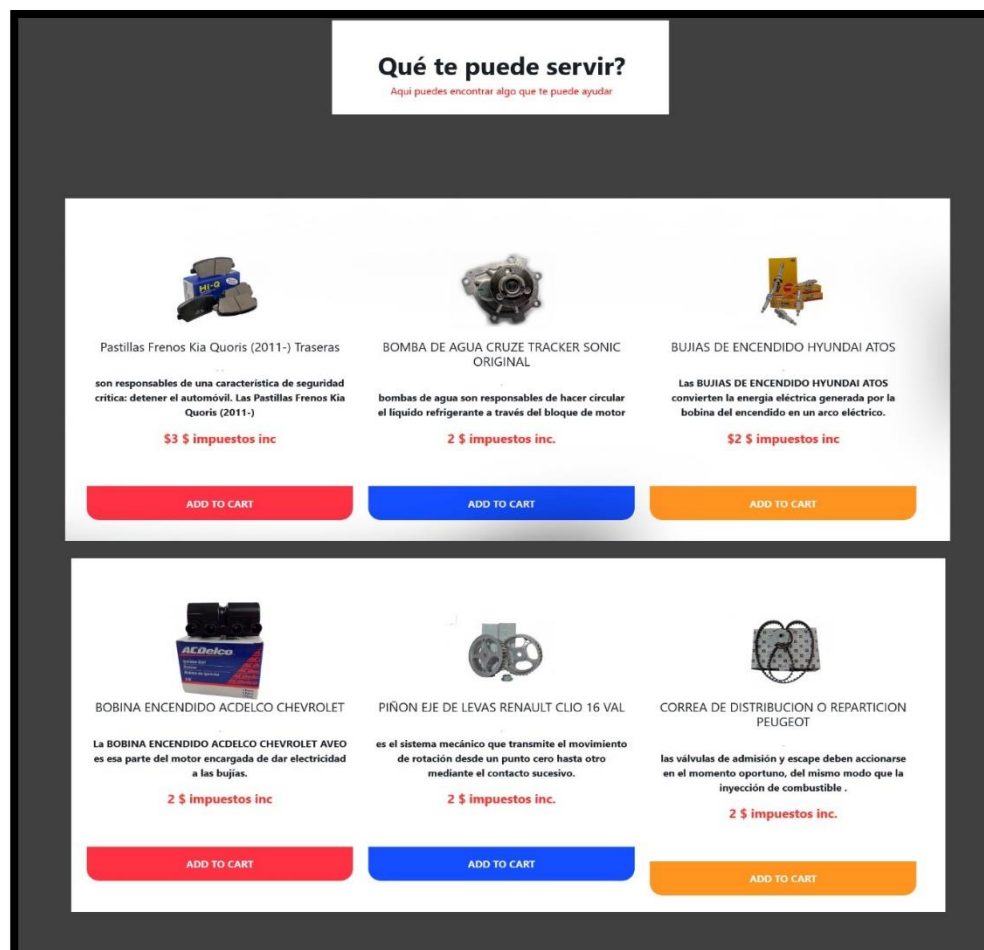 Qué te puede servir?
Aqui puedes encontrar algo que te puede ayudar
Hi-Q
Pastillas Frenos Kia Quoris (2011-) Traseras
son responsables de una caracteristica de seguridad
critica: detener el automóvil. Las Pastillas Frenos Kia
Quoris (2011-)
$3 $ impuestos inc
ADD TO CART
BOMBA DE AGUA CRUZE TRACKER SONIC
ORIGINAL
bombas de agua son responsables de hacer circular
el líquido refrigerante a través del bloque de motor
2 $ impuestos inc.
ADD TO CART
BUJIAS DE ENCENDIDO HYUNDAI ATOS
Las BUJIAS DE ENCENDIDO HYUNDAI ATOS
convierten la energia eléctrica generada por la
bobina del encendido en un arco eléctrico.
$2 $ impuestos inc
ADD TO CART
ACDelco
BOBINA ENCENDIDO ACDELCO CHEVROLET
La BOBINA ENCENDIDO ACDELCO CHEVROLET AVEO
es esa parte del motor encargada de dar electricidad
a las bujías.
2 $ impuestos inc
ADD TO CART
PIÑON EJE DE LEVAS RENAULT CLIO 16 VAL
es el sistema mecánico que transmite el movimiento
de rotación desde un punto cero hasta otro
mediante el contacto sucesivo.
2 $ impuestos inc.
ADD TO CART
CORREA DE DISTRIBUCION O REPARTICION
PEUGEOT
las válvulas de admisión y escape deben accionarse
en el momento oportuno, del mismo modo que la
inyección de combustible .
2 $ impuestos inc.
ADD TO CART